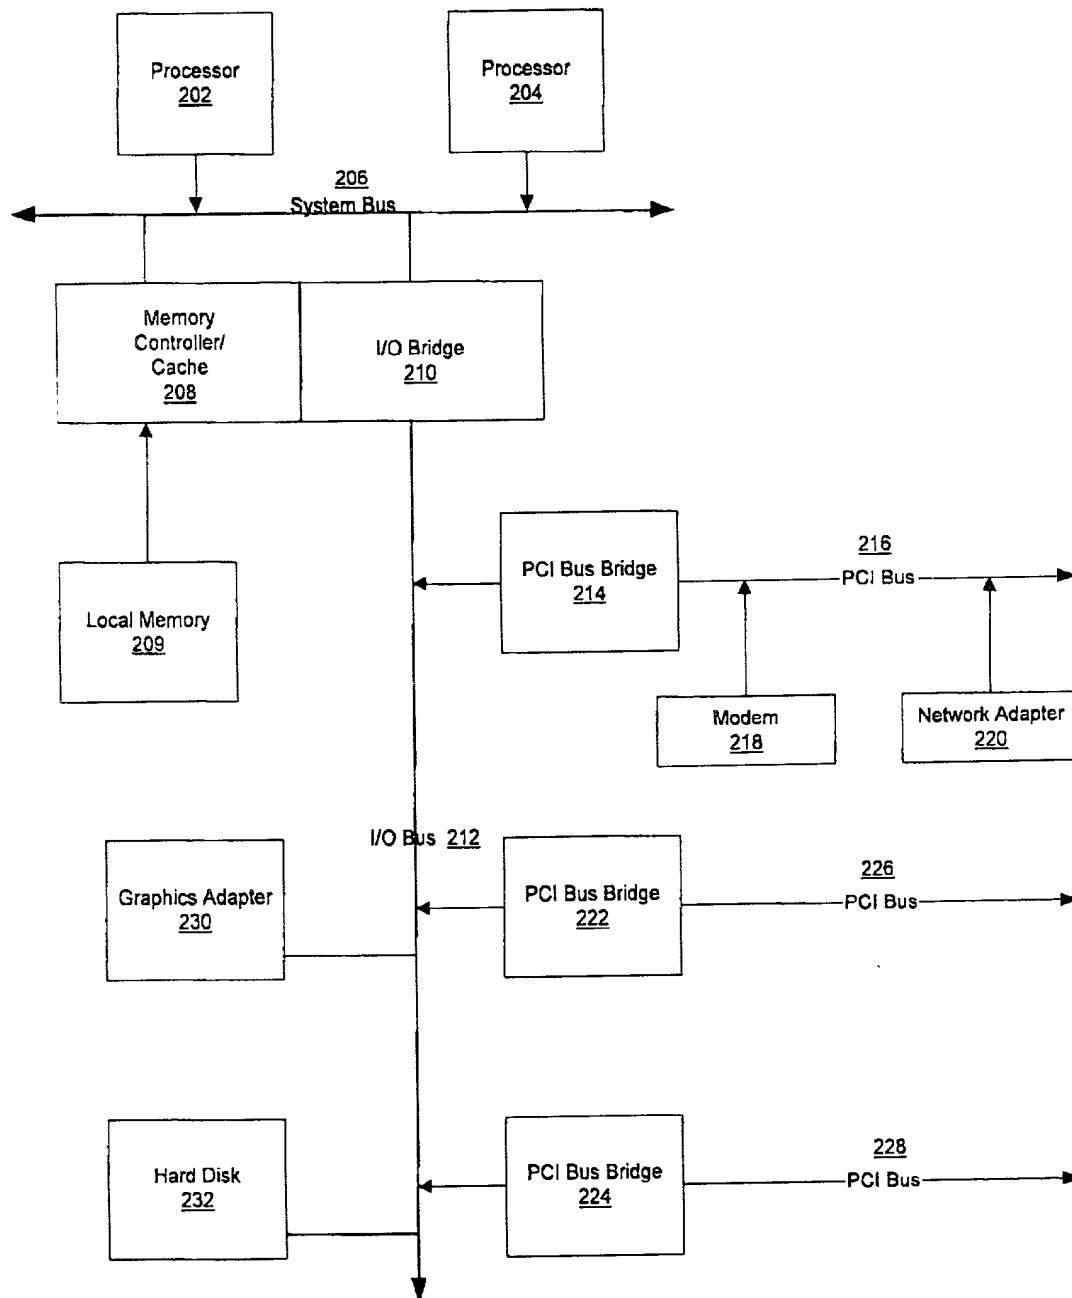 Processor
202
Processor
204
206
System Bus
Memory
Controller/
Cache
208
I/O Bridge
210
PCI Bus Bridge
214
216
PCI Bus
Local Memory
209
Modem
218
Network Adapter
220
I/O Bus 212
Graphics Adapter
230
PCI Bus Bridge
222
226
PCI Bus
Hard Disk
232
PCI Bus Bridge
224
228
PCI Bus